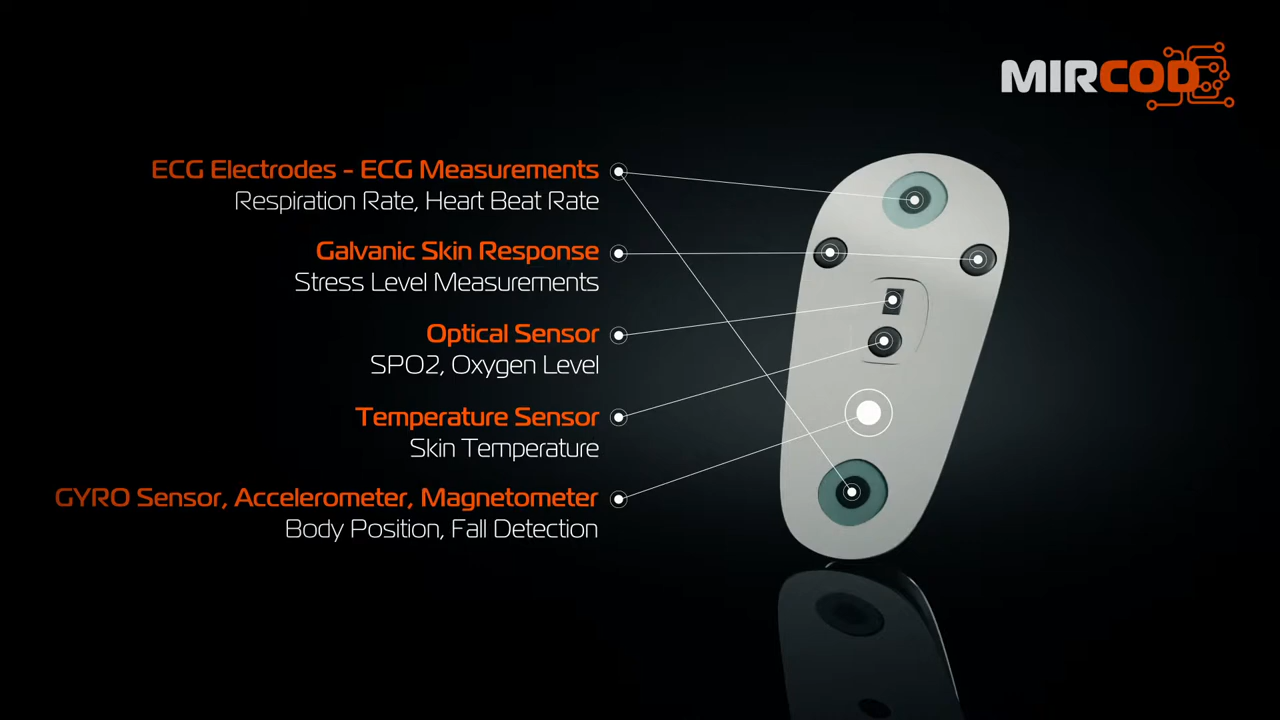 MIRCOD
ECG Electrodes - ECG Measurements
Respiration Rate, Heart Beat Rate
Galvanic Skin Response
Stress Level Measurements
Optical Sensor
SPO2, Oxygen Level
Temperature Sensor
Skin Temperature
GYRO Sensor, Accelerometer, Magnetometer
Body Position, Fall Detection